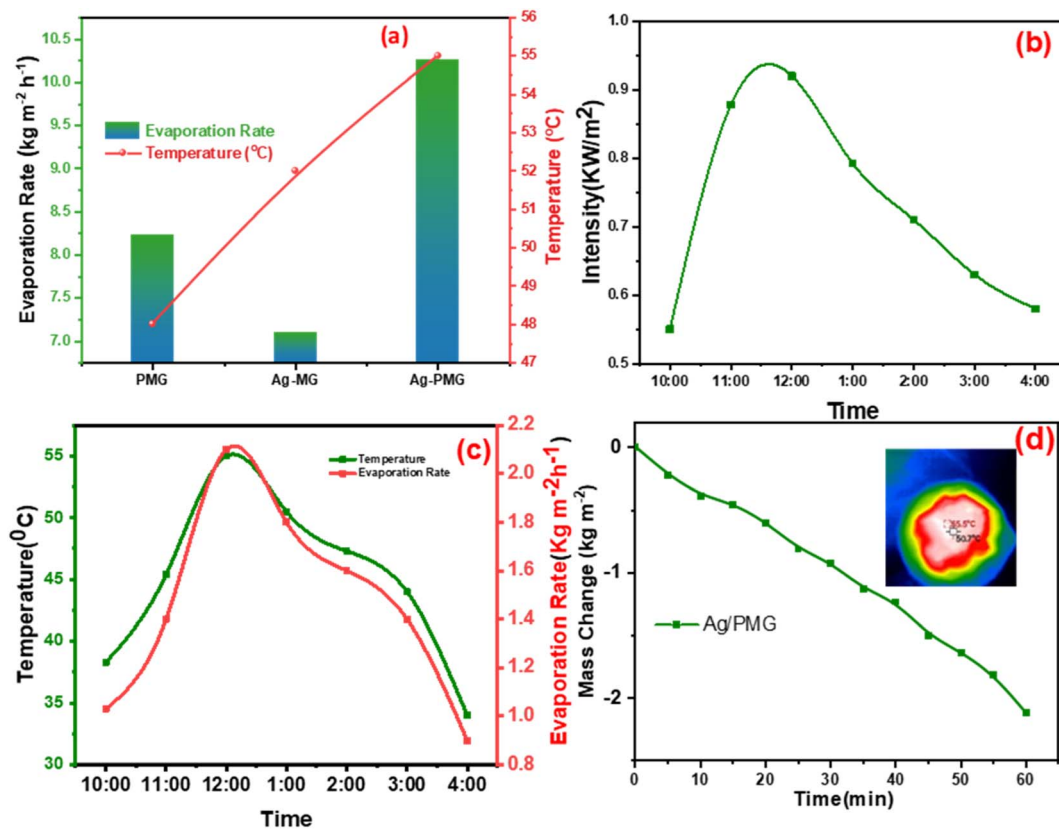 (a)
Evaporation Rate (kg m⁻² h⁻¹)
10.5
10.0
9.5
9.0
8.5
8.0
7.5
7.0
Evaporation Rate
Temperature (°C)
PMG
Ag-MG
Ag-PMG
56
55
54
53
52
51
50
49
48
47
Temperature (°C)
(b)
Intensity(KW/m²)
1.0
0.9
0.8
0.7
0.6
0.5
10:00
11:00
12:00
1:00
2:00
3:00
4:00
Time
(c)
Temperature(⁰C)
55
50
45
40
35
30
Temperature
Evaporation Rate
10:00
11:00
12:00
1:00
2:00
3:00
4:00
Time
2.2
2.0
1.8
1.6
1.4
1.2
1.0
0.8
Evaporation Rate(Kg m-2h-1)
(d)
Mass Change (kg m⁻²)
0
-1
-2
Ag/PMG
0
10
20
30
40
50
60
Time(min)